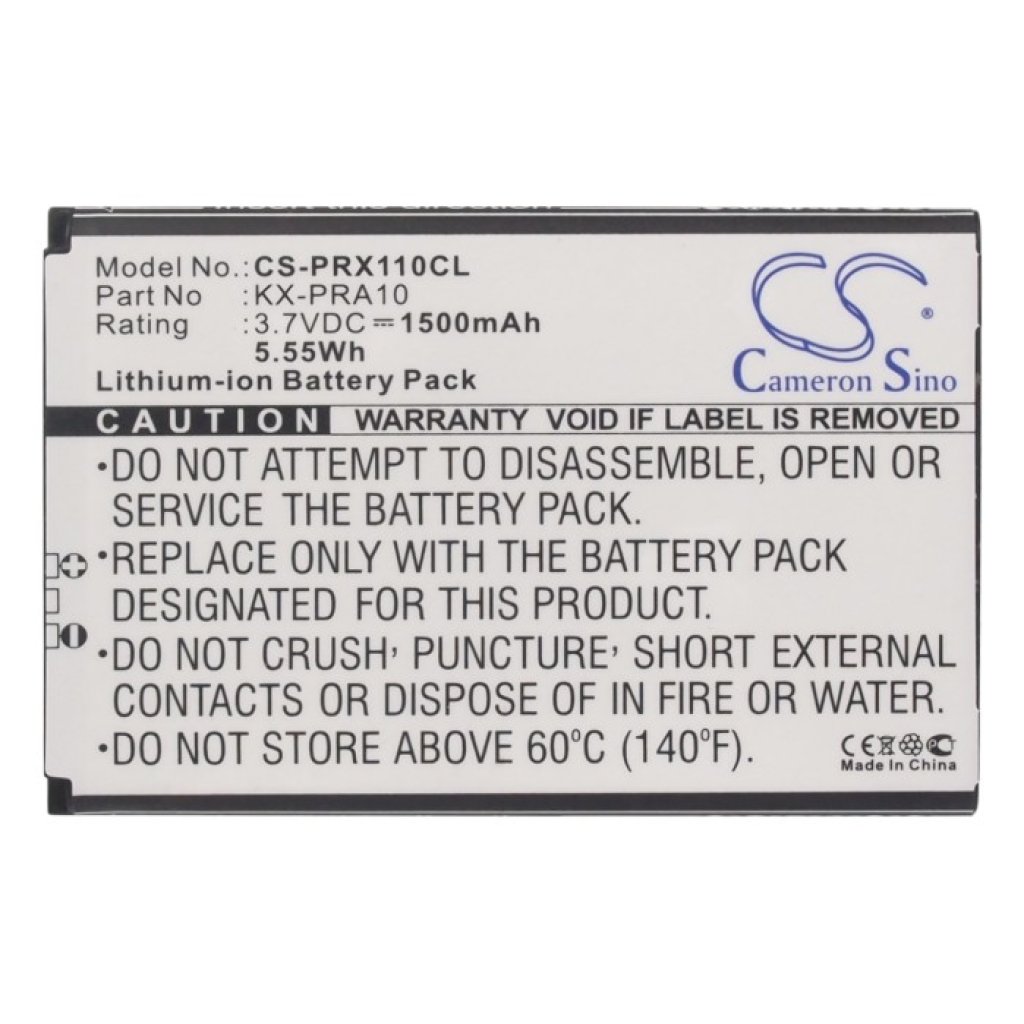 Model No.: CS-PRX110CL
Part No : KX-PRA10
Rating : 3.7VDC⎓1500mAh
5.55Wh
Lithium-ion Battery Pack
CS®
Cameron Sino
CAUTION WARRANTY VOID IF LABEL IS REMOVED
•DO NOT ATTEMPT TO DISASSEMBLE, OPEN OR
SERVICE THE BATTERY PACK.
•REPLACE ONLY WITH THE BATTERY PACK
DESIGNATED FOR THIS PRODUCT.
•DO NOT CRUSH, PUNCTURE, SHORT EXTERNAL
CONTACTS OR DISPOSE OF IN FIRE OR WATER.
•DO NOT STORE ABOVE 60°C (140°F).
CE
Made In China